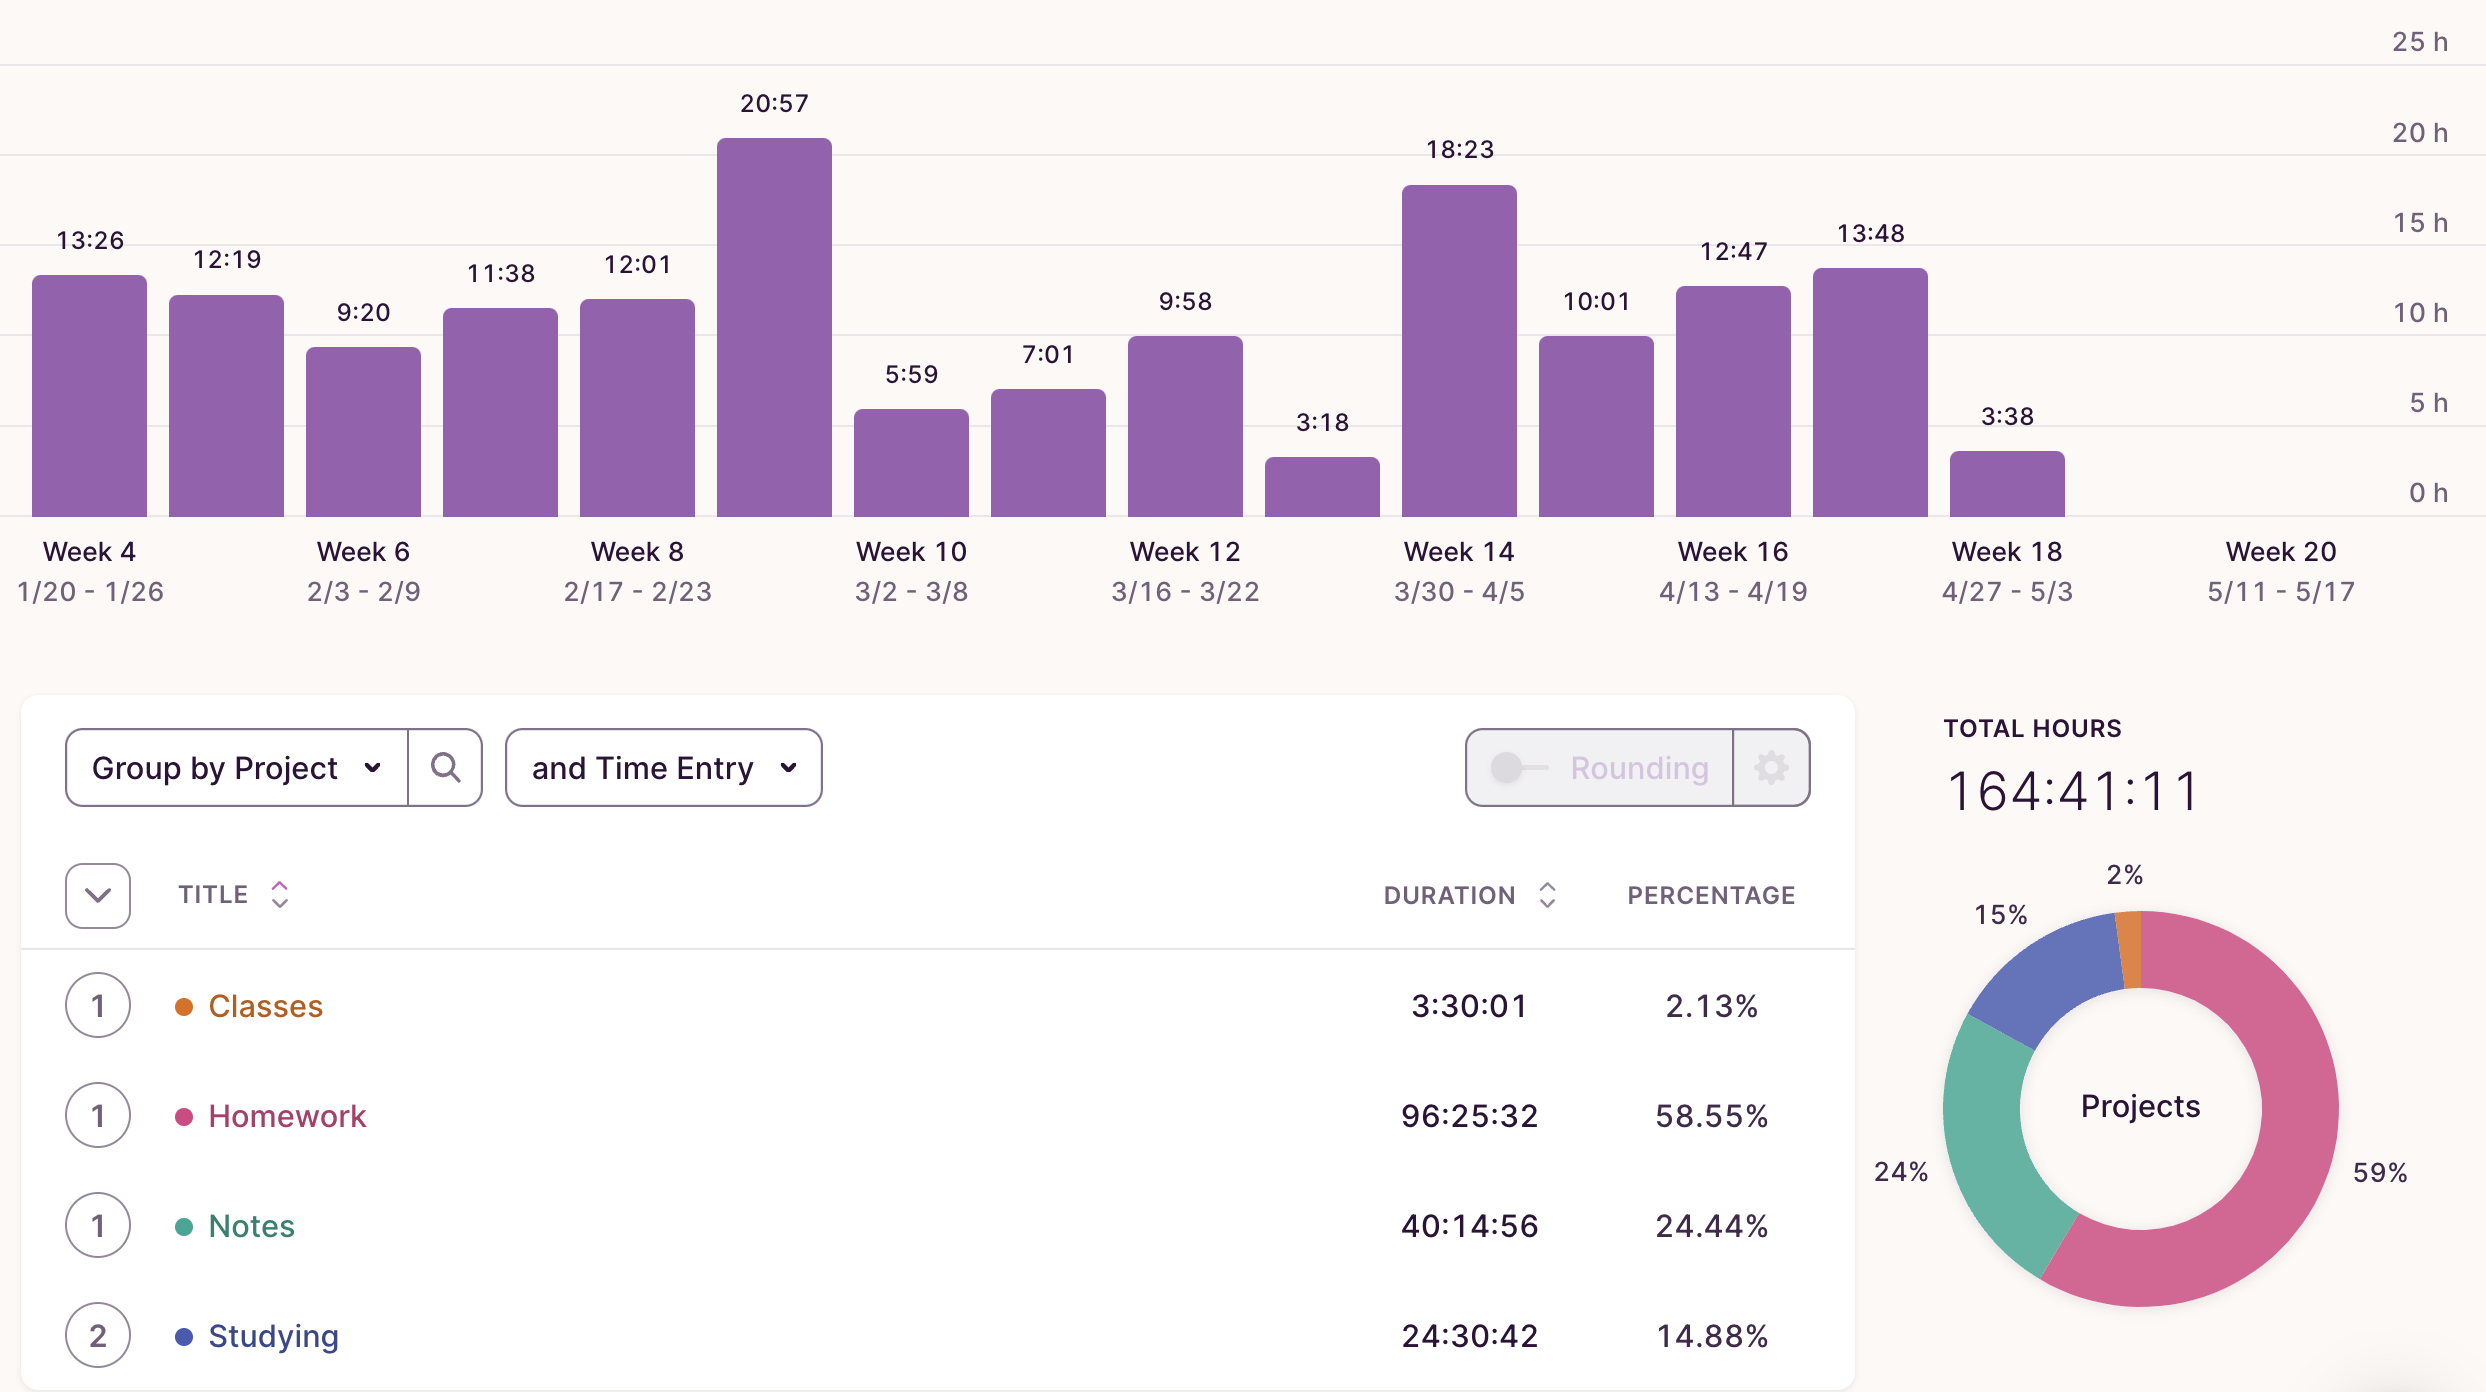 25 h
20 h
15 h
10 h
5 h
0 h
13:26
12:19
9:20
11:38
12:01
20:57
5:59
7:01
9:58
3:18
18:23
10:01
12:47
13:48
3:38
Week 4
1/20 - 1/26
Week 6
2/3 - 2/9
Week 8
2/17 - 2/23
Week 10
3/2 - 3/8
Week 12
3/16 - 3/22
Week 14
3/30 - 4/5
Week 16
4/13 - 4/19
Week 18
4/27 - 5/3
Week 20
5/11 - 5/17
Group by Project
and Time Entry
Rounding
TITLE DURATION PERCENTAGE
1 Classes 3:30:01 2.13%
1 Homework 96:25:32 58.55%
1 Notes 40:14:56 24.44%
2 Studying 24:30:42 14.88%
TOTAL HOURS
164:41:11
2%
15%
24%
59%
Projects